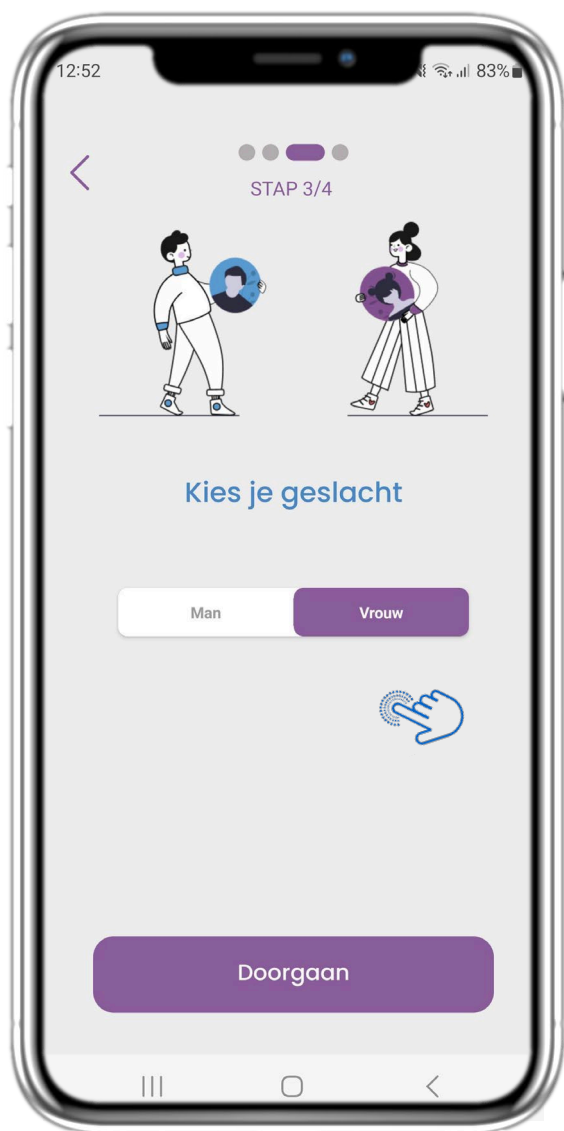 12:52
83%
STAP 3/4
Kies je geslacht
Man
Vrouw
Doorgaan